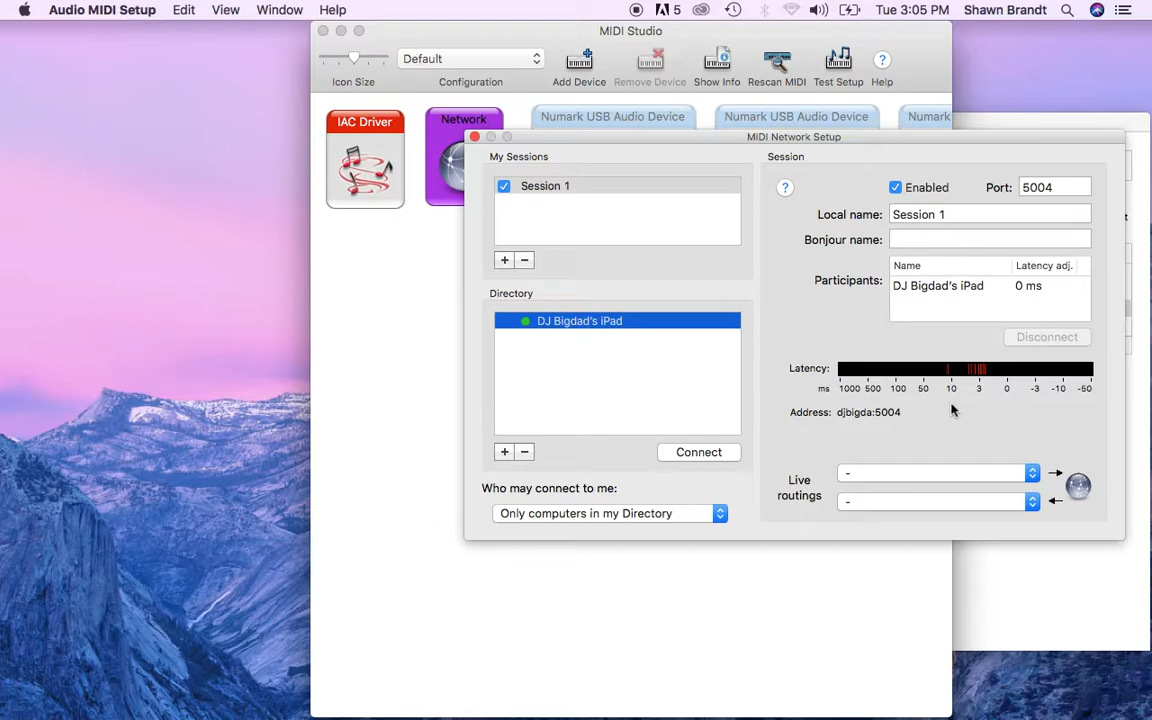 Audio MIDI Setup Edit View Window Help 5 Tue 3:05 PM Shawn Brandt
MIDI Studio
Default
Icon Size Configuration Add Device Remove Device Show Info Rescan MIDI Test Setup Help
IAC Driver Network Numark USB Audio Device Numark USB Audio Device Numark
MIDI Network Setup
My Sessions
Session 1
+ −
Directory
DJ Bigdad's iPad
+ − Connect
Who may connect to me:
Only computers in my Directory
Session
? Enabled Port: 5004
Local name: Session 1
Bonjour name:
Participants: Name Latency adj.
DJ Bigdad's iPad 0 ms
Disconnect
Latency:
ms 1000 500 100 50 10 3 0 -3 -10 -50
Address: djbigda:5004
Live routings
-
-